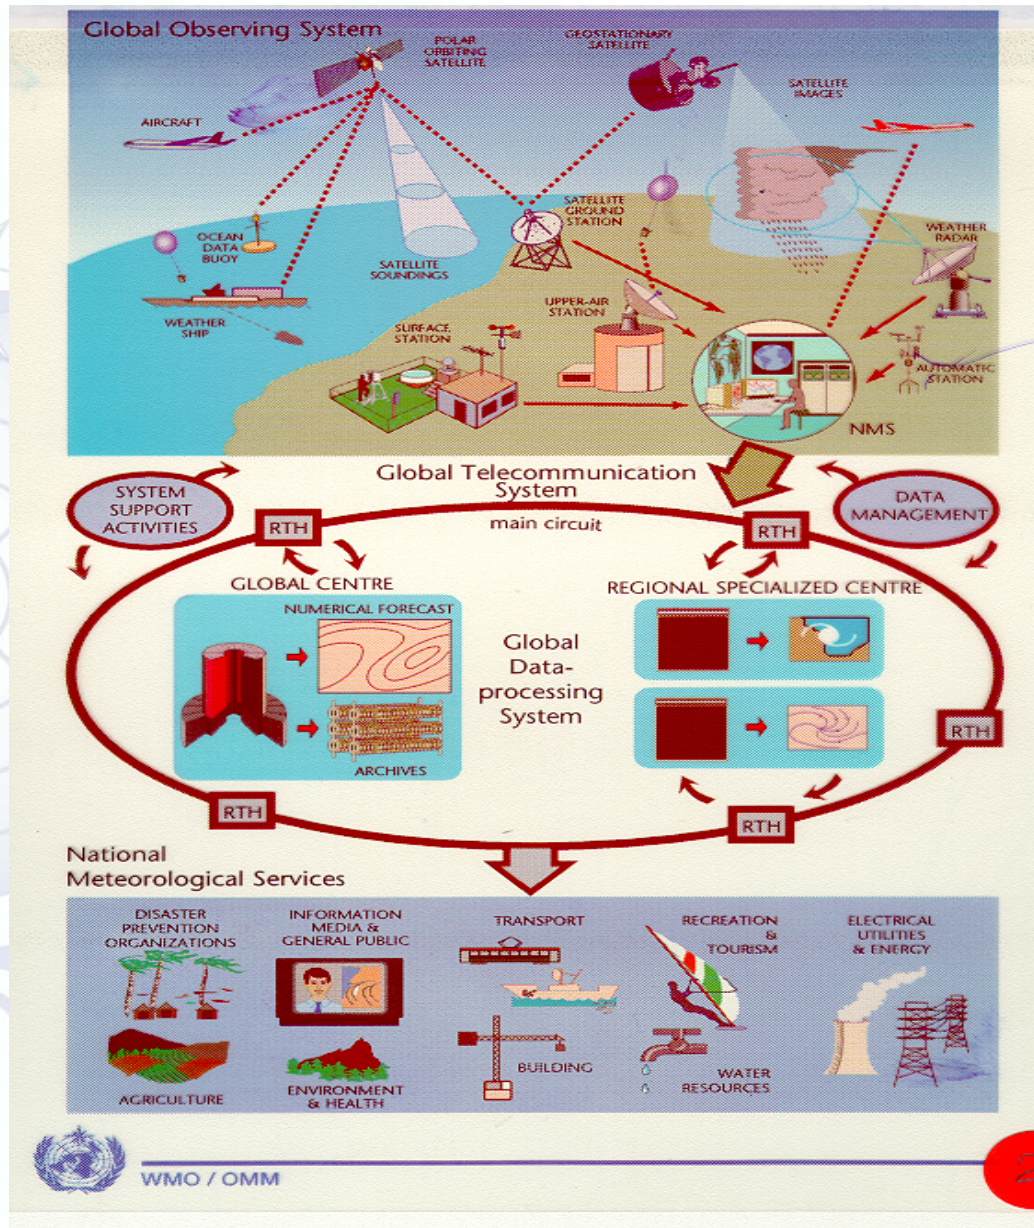 Global Observing System
POLAR
ORBITING
SATELLITE
GEOSTATIONARY
SATELLITE
SATELLITE
IMAGES
AIRCRAFT
OCEAN
DATA
BUOY
SATELLITE
SOUNDINGS
SATELLITE
GROUND
STATION
WEATHER
RADAR
WEATHER
SHIP
SURFACE
STATION
UPPER-AIR
STATION
AUTOMATIC
STATION
NMS
Global Telecommunication
System
main circuit
SYSTEM
SUPPORT
ACTIVITIES
DATA
MANAGEMENT
RTH
RTH
GLOBAL CENTRE
NUMERICAL FORECAST
ARCHIVES
Global
Data-
processing
System
REGIONAL SPECIALIZED CENTRE
RTH
RTH
RTH
National
Meteorological Services
DISASTER
PREVENTION
ORGANIZATIONS
INFORMATION
MEDIA &
GENERAL PUBLIC
TRANSPORT
RECREATION
&
TOURISM
ELECTRICAL
UTILITIES
& ENERGY
AGRICULTURE
ENVIRONMENT
& HEALTH
BUILDING
WATER
RESOURCES
WMO / OMM
2